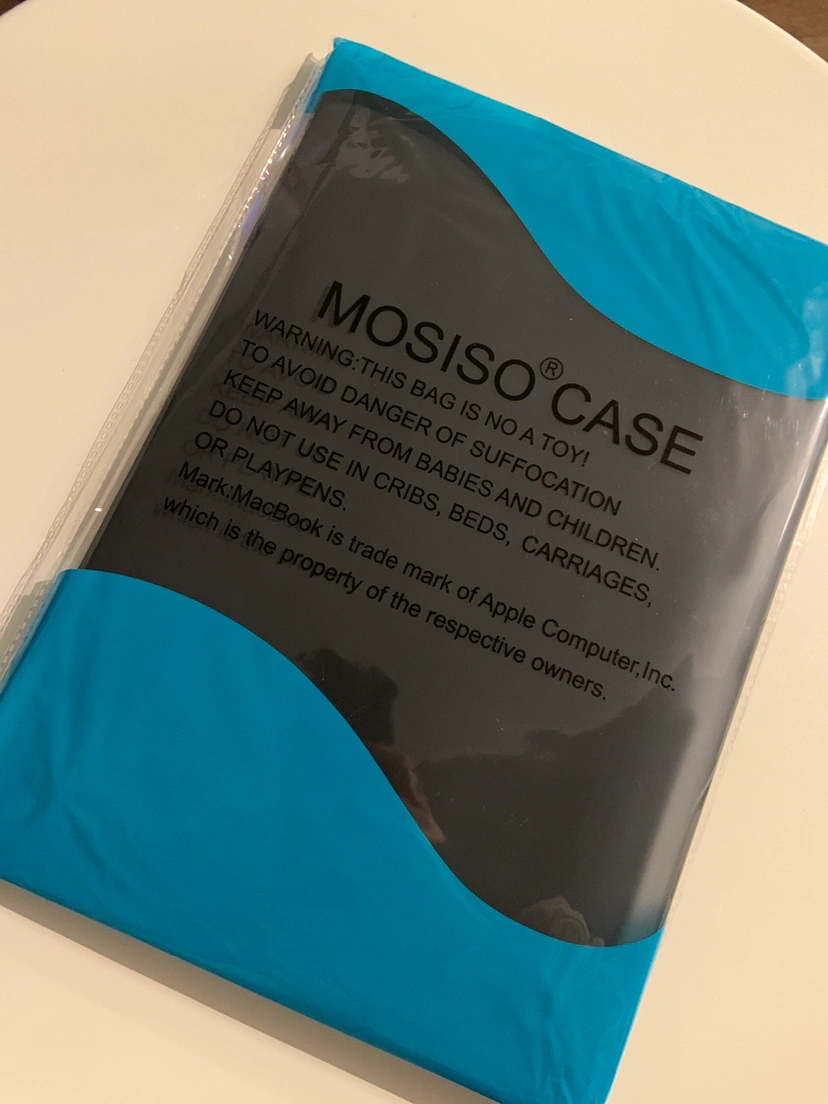 MOSISO® CASE
WARNING:THIS BAG IS NO A TOY!
TO AVOID DANGER OF SUFFOCATION
KEEP AWAY FROM BABIES AND CHILDREN.
DO NOT USE IN CRIBS, BEDS, CARRIAGES,
OR PLAYPENS.
Mark:MacBook is trade mark of Apple Computer,Inc.
which is the property of the respective owners.